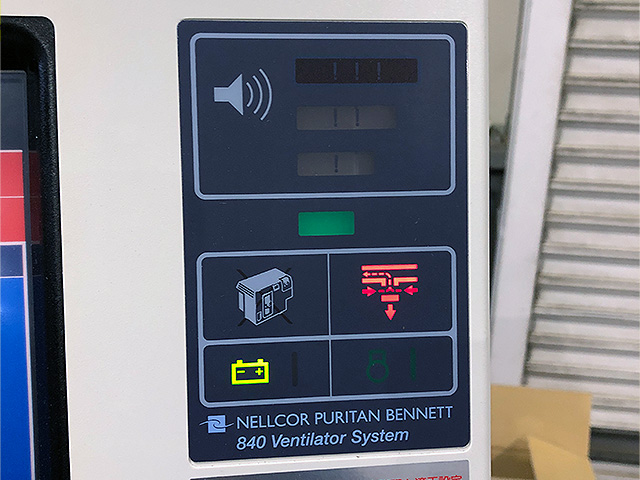 ! ! !
! !
!
NELLCOR PURITAN BENNETT
840 Ventilator System